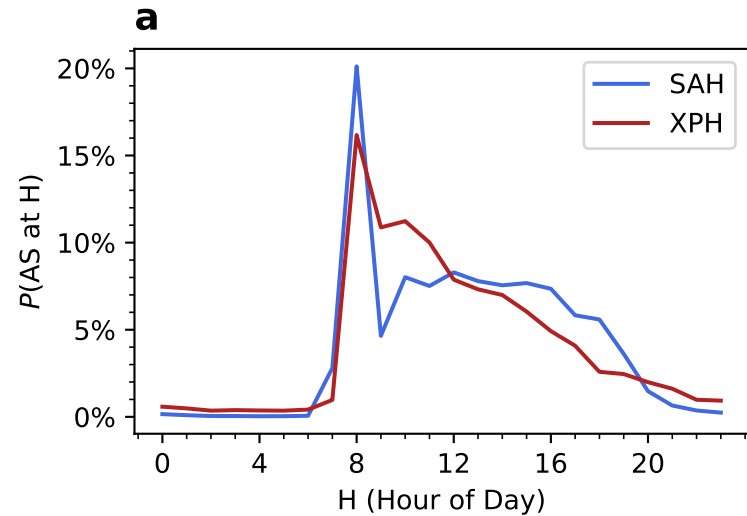 a
20%
15%
10%
5%
0%
P(AS at H)
SAH
XPH
0 4 8 12 16 20
H (Hour of Day)